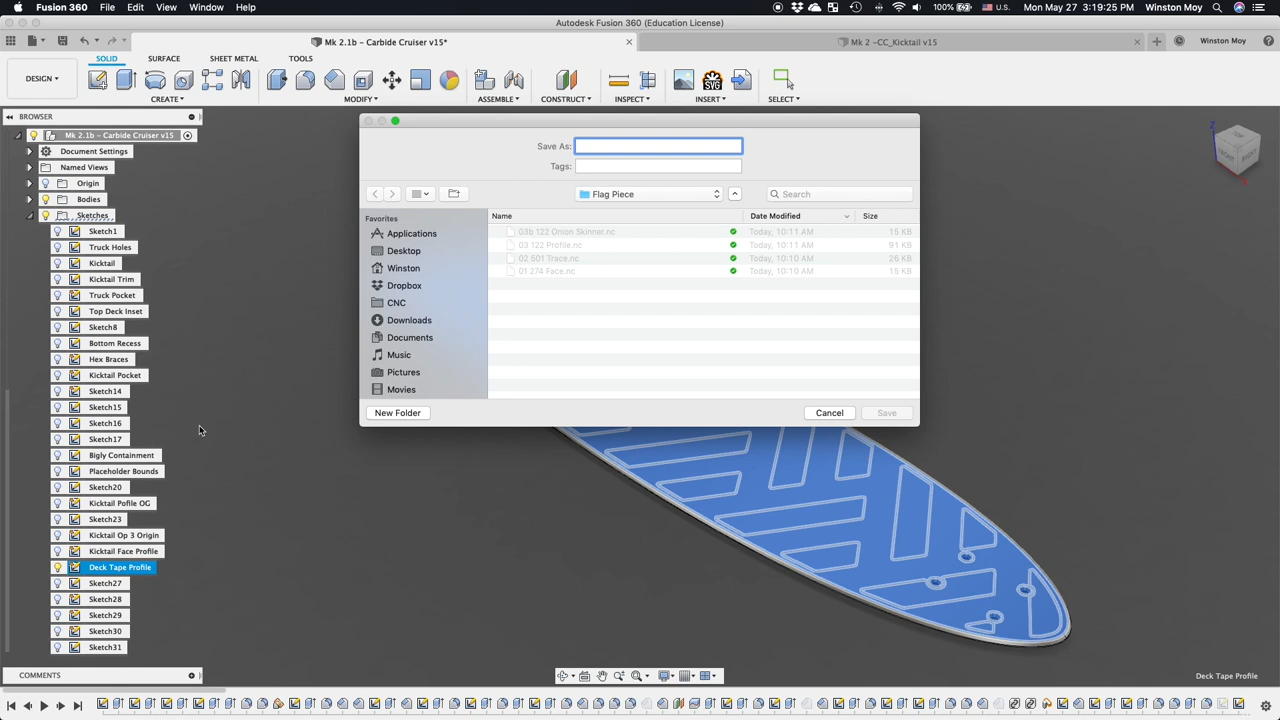 Fusion 360 File Edit View Window Help 100% U.S. Mon May 27 3:19:25 PM Winston Moy
Autodesk Fusion 360 (Education License)
Mk 2.1b - Carbide Cruiser v15* Mk 2 -CC_Kicktail v15 Winston Moy
SOLID SURFACE SHEET METAL TOOLS
DESIGN
CREATE MODIFY ASSEMBLE CONSTRUCT INSPECT INSERT SELECT
SVG
BROWSER
Mk 2.1b - Carbide Cruiser v15
Document Settings
Named Views
Origin
Bodies
Sketches
Sketch1
Truck Holes
Kicktail
Kicktail Trim
Truck Pocket
Top Deck Inset
Sketch8
Bottom Recess
Hex Braces
Kicktail Pocket
Sketch14
Sketch15
Sketch16
Sketch17
Bigly Containment
Placeholder Bounds
Sketch20
Kicktail Pofile OG
Sketch23
Kicktail Op 3 Origin
Kicktail Face Profile
Deck Tape Profile
Sketch27
Sketch28
Sketch29
Sketch30
Sketch31
COMMENTS
Save As:
Tags:
Flag Piece Search
Favorites
Applications
Desktop
Winston
Dropbox
CNC
Downloads
Documents
Music
Pictures
Movies
Name Date Modified Size
03b 122 Onion Skinner.nc Today, 10:11 AM 15 KB
03 122 Profile.nc Today, 10:11 AM 91 KB
02 501 Trace.nc Today, 10:10 AM 26 KB
01 274 Face.nc Today, 10:10 AM 15 KB
New Folder Cancel Save
Z
Deck Tape Profile